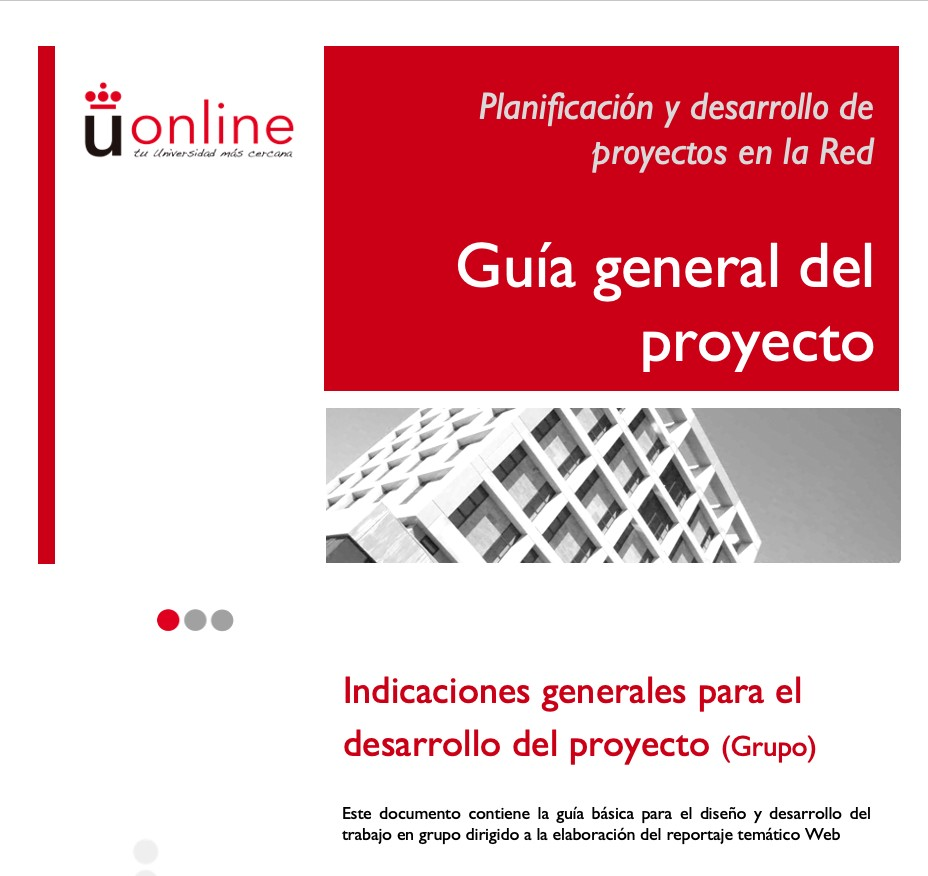 uonline
tu Universidad más cercana
Planificación y desarrollo de
proyectos en la Red
Guía general del
proyecto
Indicaciones generales para el
desarrollo del proyecto (Grupo)
Este documento contiene la guía básica para el diseño y desarrollo del
trabajo en grupo dirigido a la elaboración del reportaje temático Web